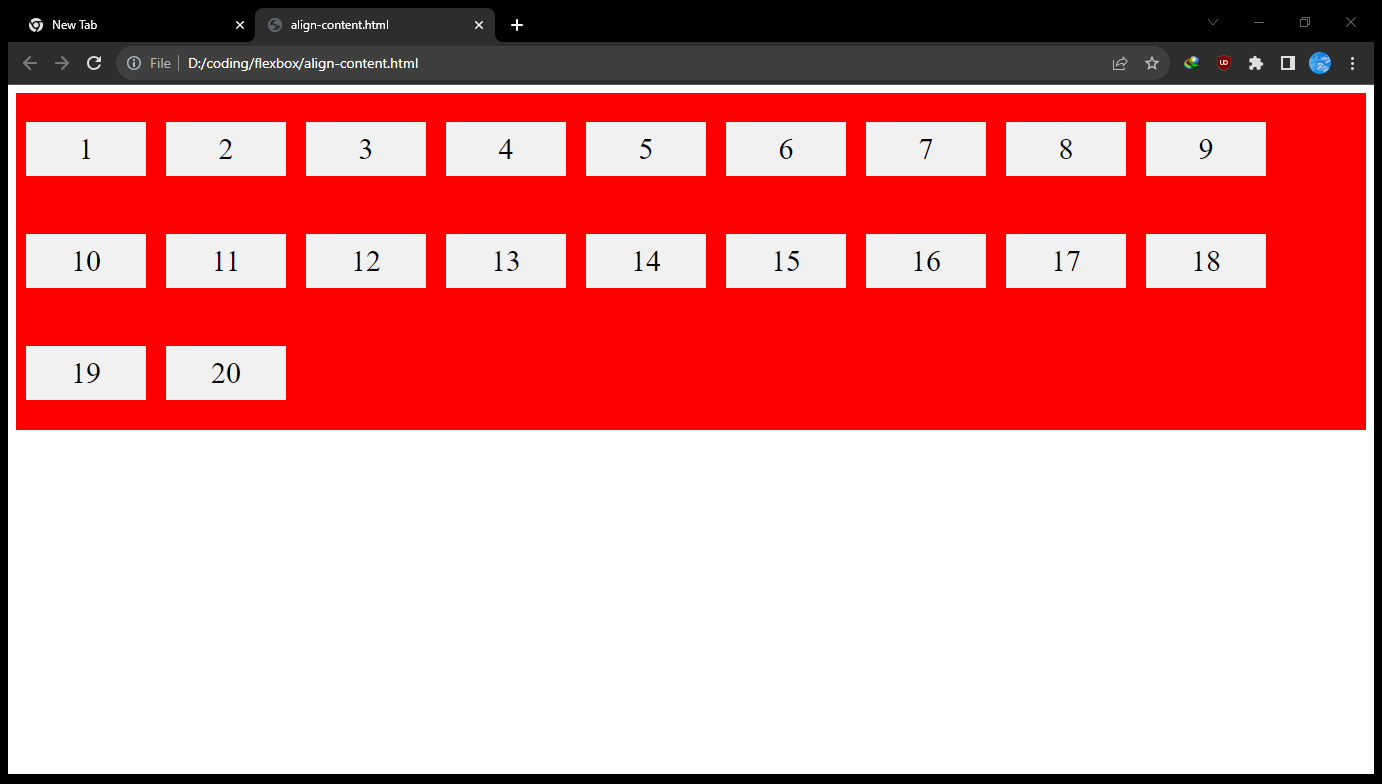 New Tab
align-content.html
File
D:/coding/flexbox/align-content.html
UD
1 2 3 4 5 6 7 8 9
10 11 12 13 14 15 16 17 18
19 20